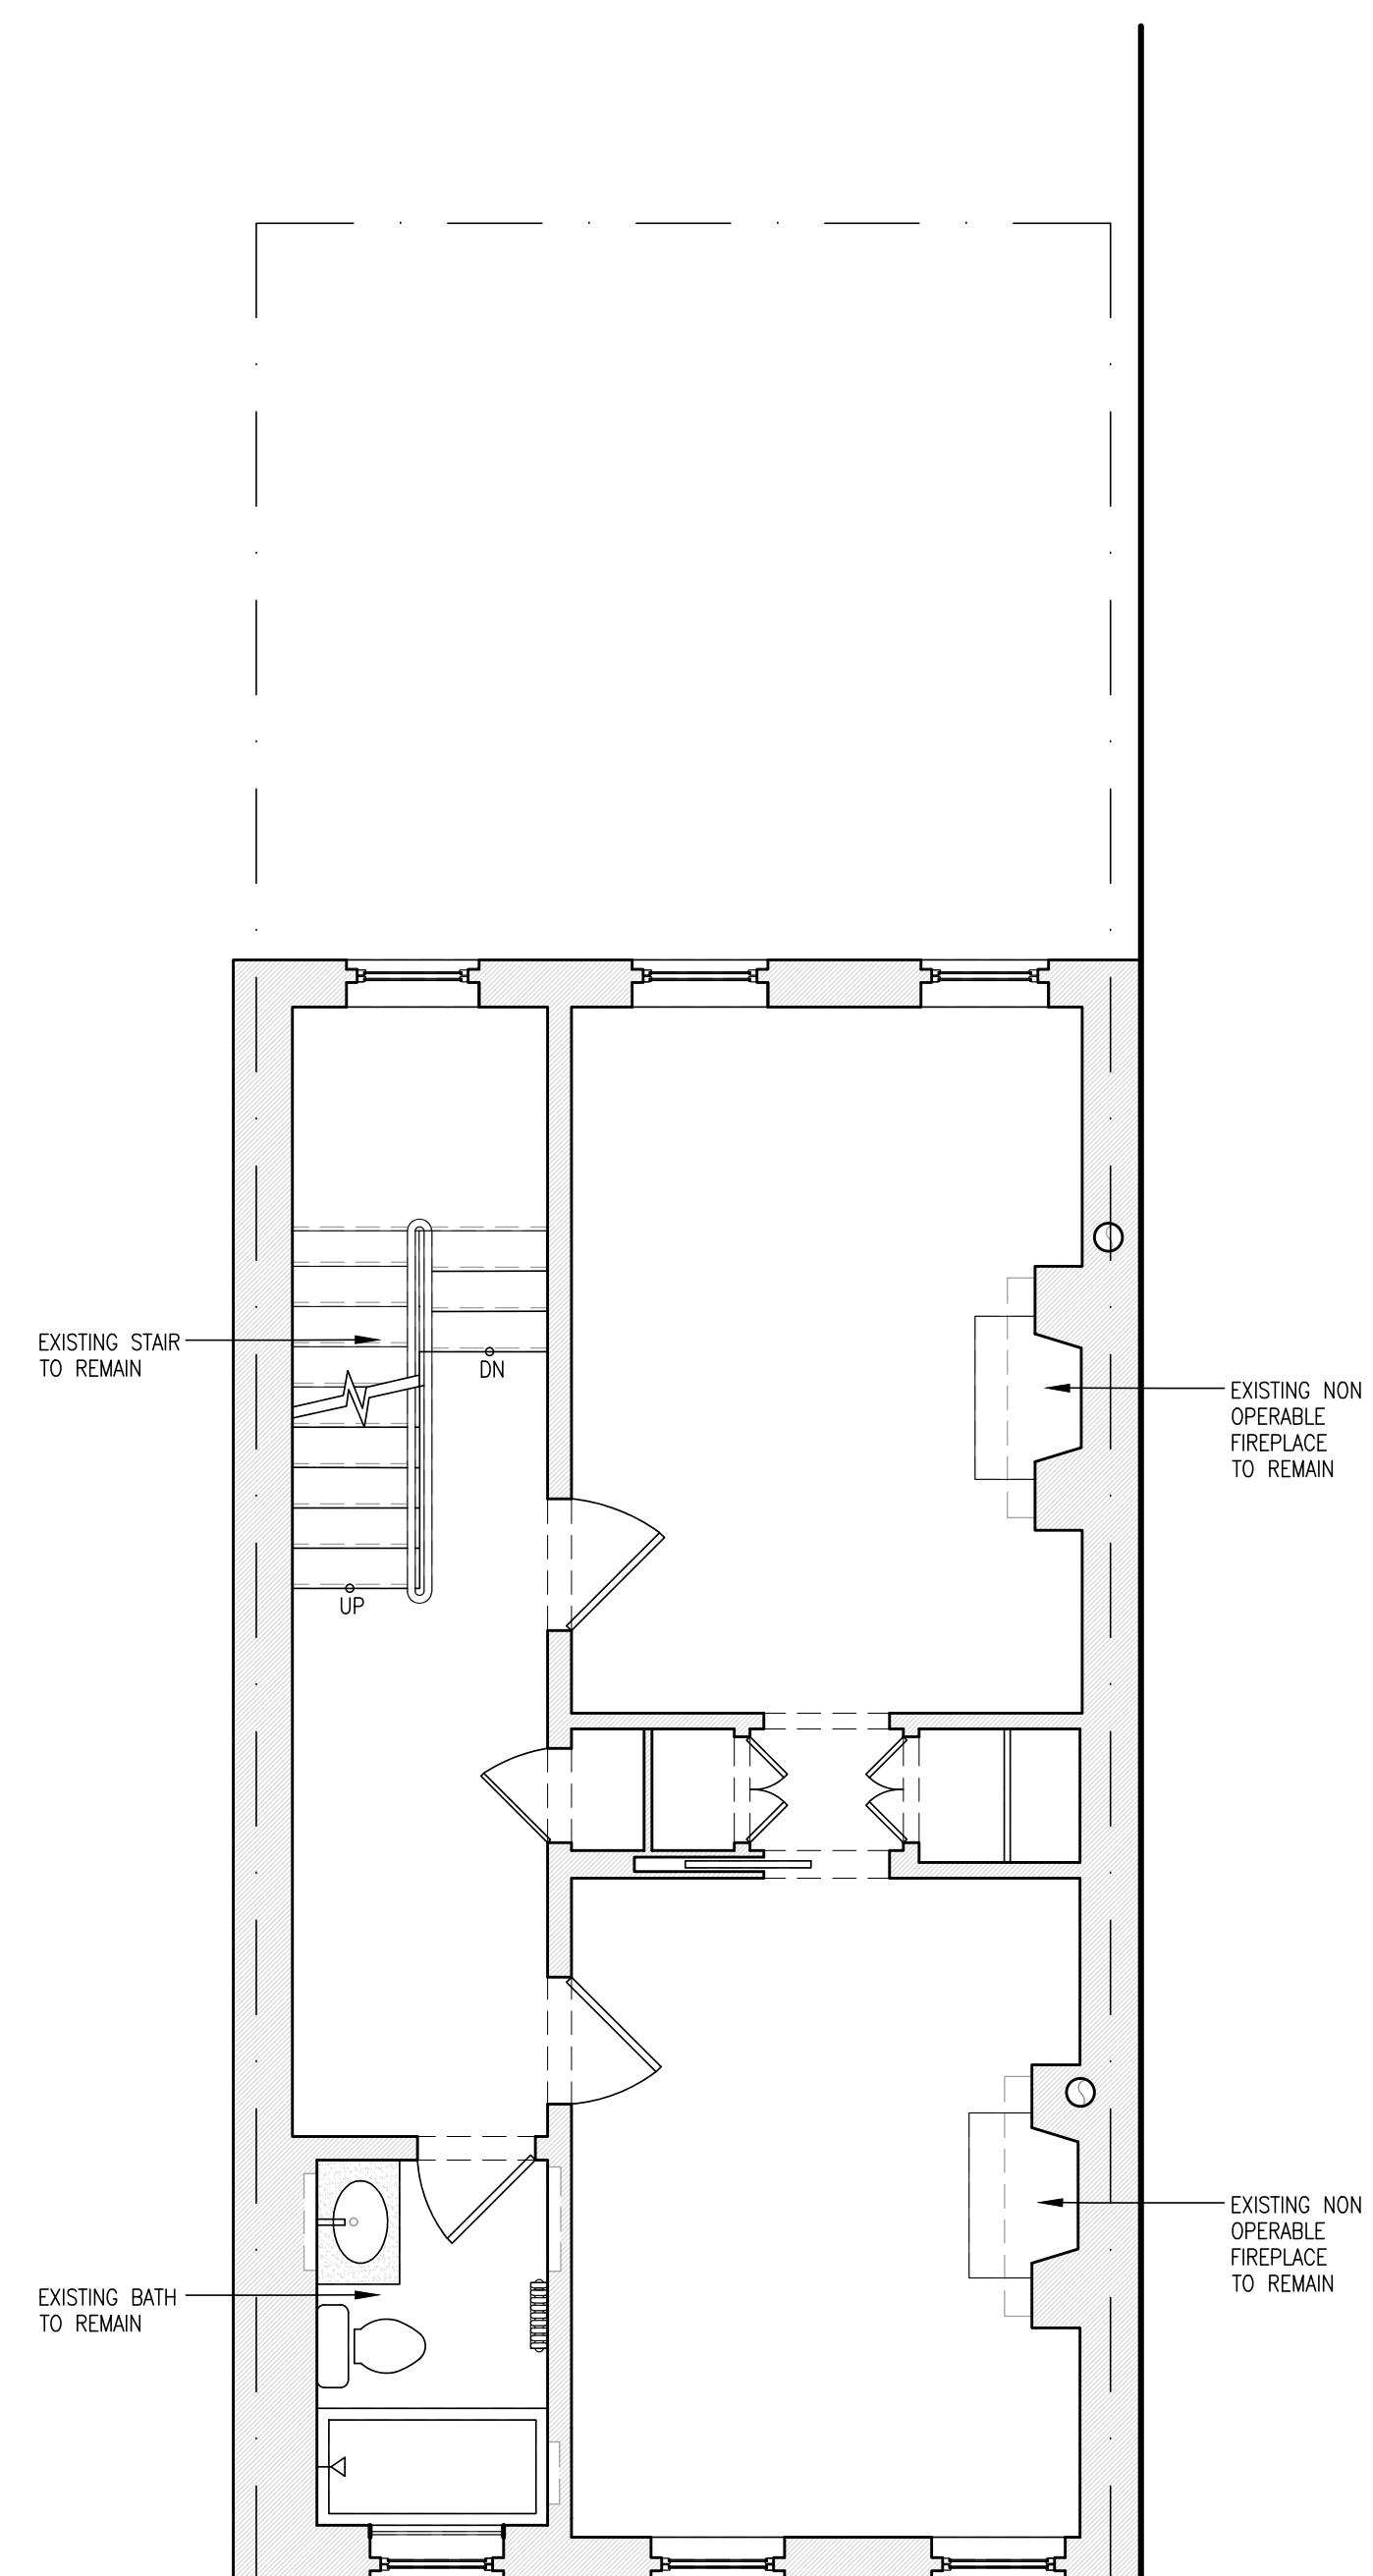 EXISTING STAIR
TO REMAIN
DN
EXISTING NON
OPERABLE
FIREPLACE
TO REMAIN
UP
EXISTING NON
OPERABLE
FIREPLACE
TO REMAIN
EXISTING BATH
TO REMAIN